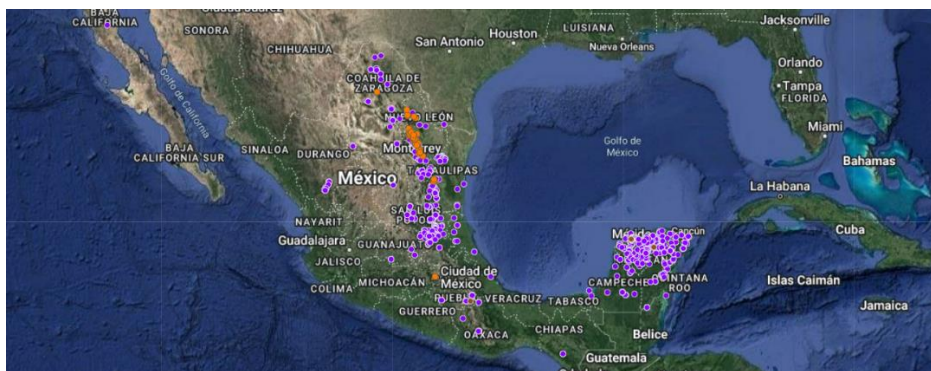 BAJA
CALIFORNIA
SONORA
CHIHUAHUA
San Antonio
Houston
LUISIANA
Nueva Orleans
Jacksonville
Orlando
Tampa
FLORIDA
Miami
Golfo de California
COAHUILA DE
ZARAGOZA
NUEVO LEÓN
BAJA
CALIFORNIA SUR
SINALOA
DURANGO
Monterrey
TAMAULIPAS
Golfo de
México
Bahamas
México
La Habana
NAYARIT
SAN LUIS
POTOSÍ
Mérida
Cancún
Cuba
Guadalajara
GUANAJUATO
JALISCO
COLIMA
MICHOACÁN
Ciudad de
México
PUEBLA
VERACRUZ
TABASCO
CAMPECHE
QUINTANA
ROO
Islas Caimán
GUERRERO
OAXACA
CHIAPAS
Belice
Jamaica
Guatemala